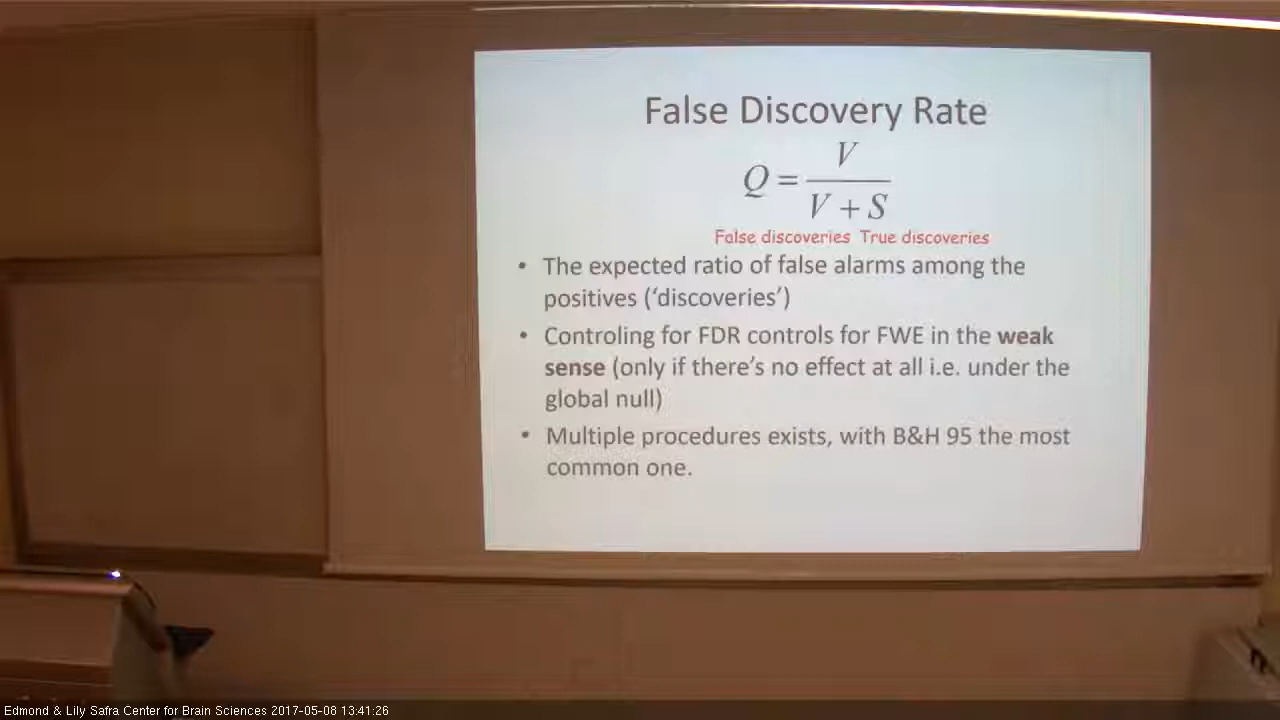 False Discovery Rate
Q = V / V + S
False discoveries True discoveries
• The expected ratio of false alarms among the
positives (‘discoveries’)
• Controling for FDR controls for FWE in the weak
sense (only if there’s no effect at all i.e. under the
global null)
• Multiple procedures exists, with B&H 95 the most
common one.
Edmond & Lily Safra Center for Brain Sciences 2017-05-08 13:41:26